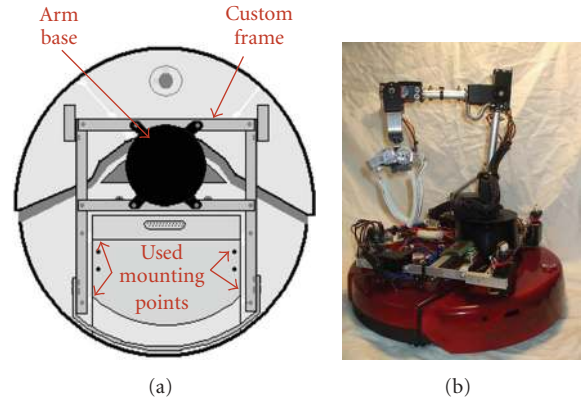 Arm
base
Custom
frame
Used
mounting
points
(a)
(b)